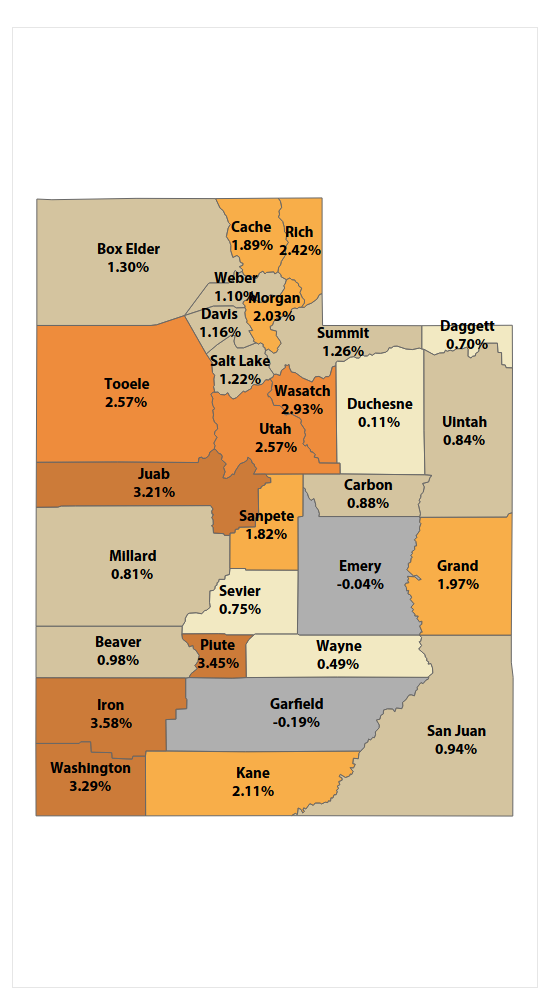 Cache
1.89%
Rich
2.42%
Box Elder
1.30%
Weber
1.10%
Morgan
2.03%
Davis
1.16%
Summit
1.26%
Daggett
0.70%
Salt Lake
1.22%
Tooele
2.57%
Wasatch
2.93%
Duchesne
0.11%
Uintah
0.84%
Utah
2.57%
Juab
3.21%
Carbon
0.88%
Sanpete
1.82%
Millard
0.81%
Emery
-0.04%
Grand
1.97%
Sevier
0.75%
Beaver
0.98%
Piute
3.45%
Wayne
0.49%
Iron
3.58%
Garfield
-0.19%
San Juan
0.94%
Washington
3.29%
Kane
2.11%